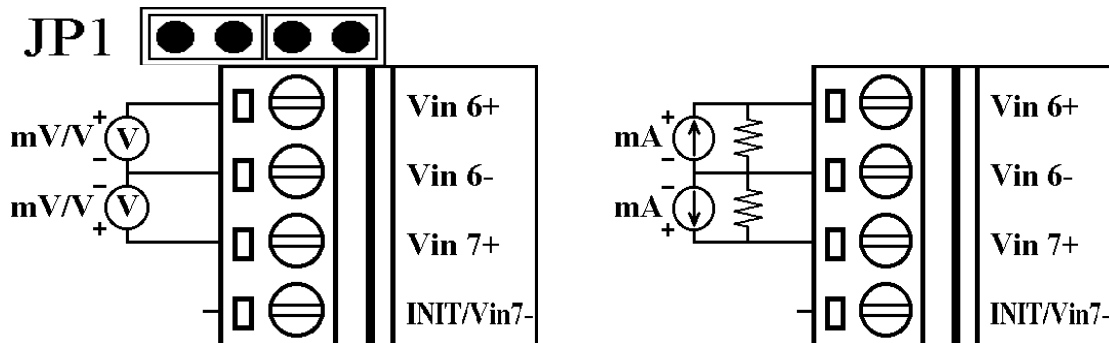 JP1
+
mV/V V
-
-
mV/V V
+
Vin 6+
Vin 6-
Vin 7+
INIT/Vin7-
+
mA
-
-
mA
+
Vin 6+
Vin 6-
Vin 7+
INIT/Vin7-